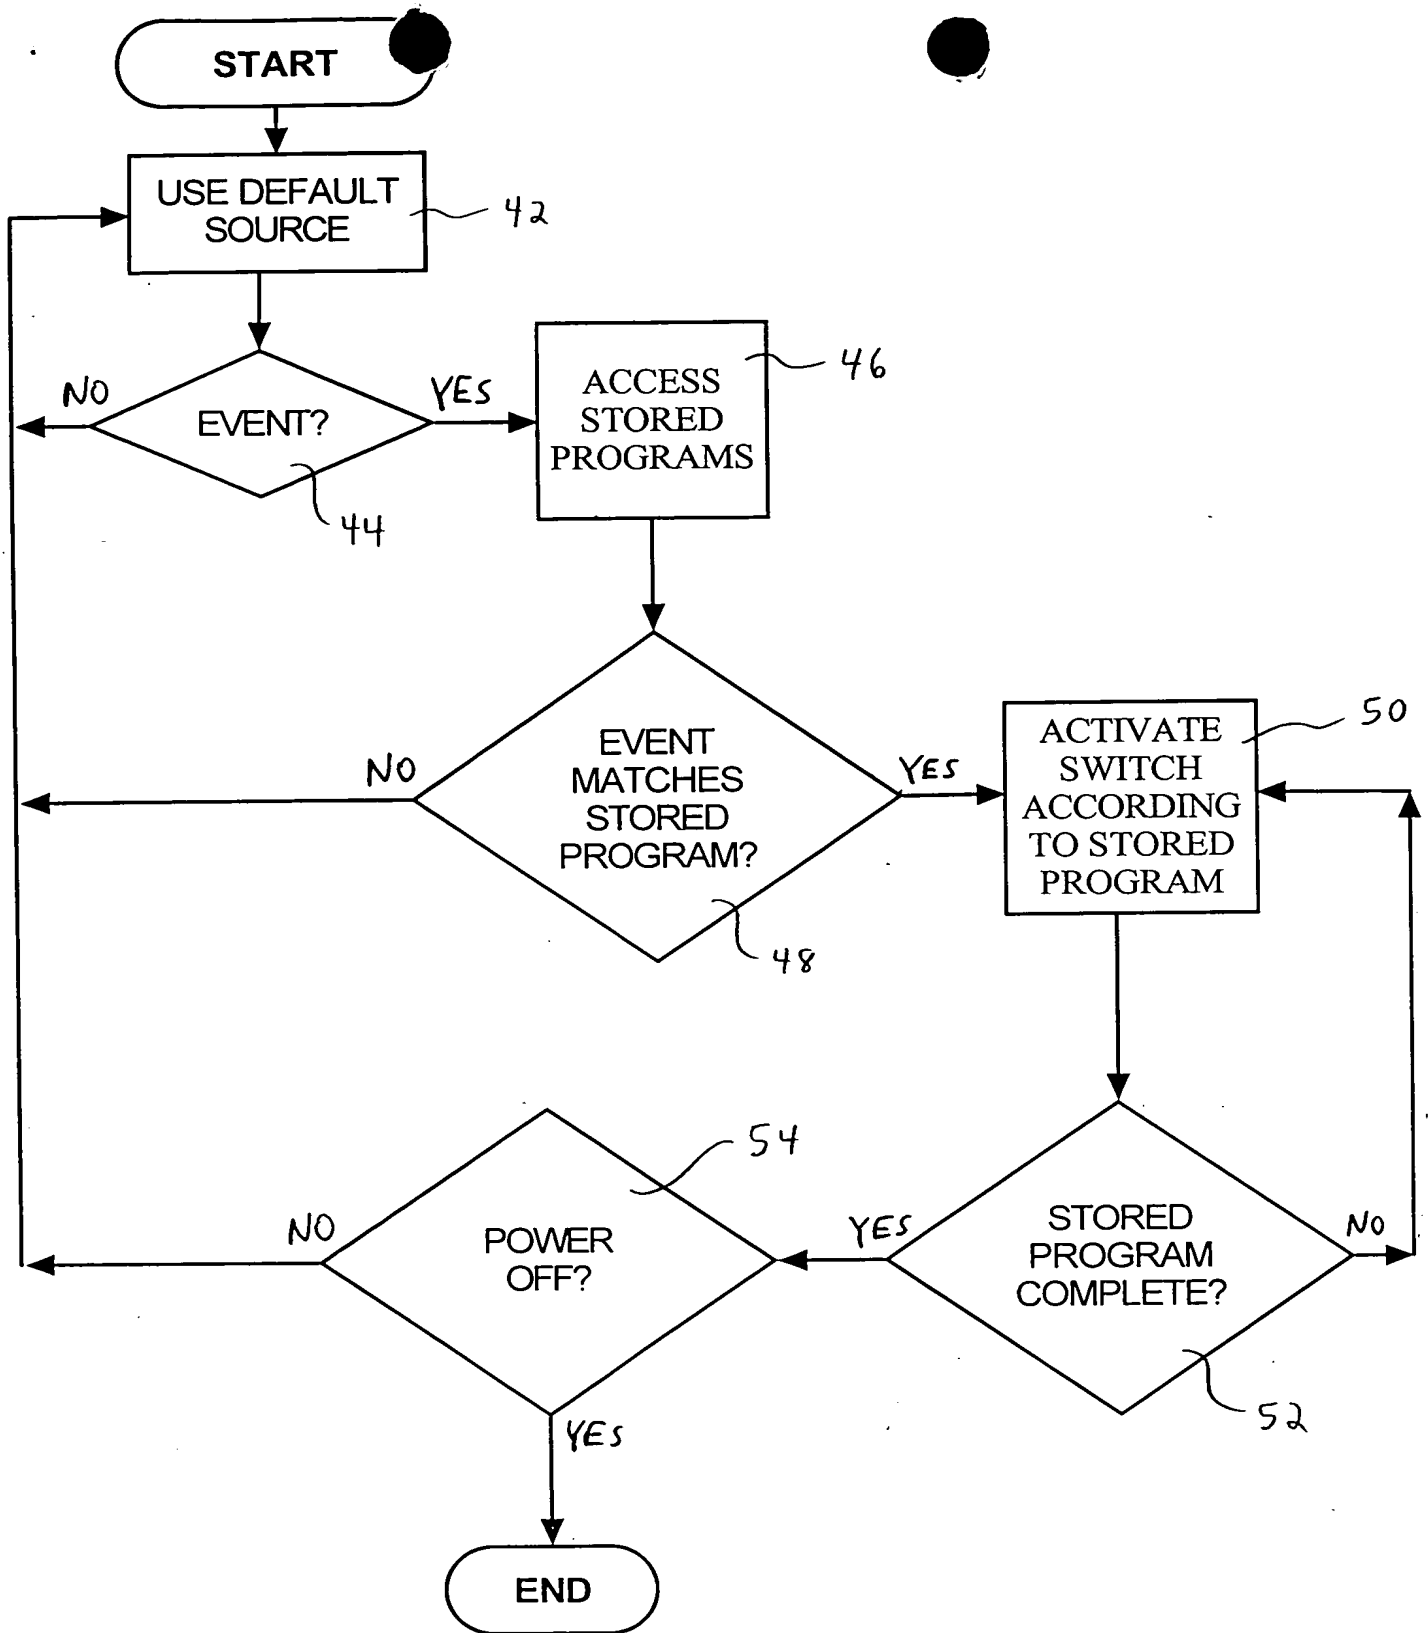 START
USE DEFAULT
SOURCE
42
NO
EVENT?
YES
44
ACCESS
STORED
PROGRAMS
46
NO
EVENT
MATCHES
STORED
PROGRAM?
YES
48
ACTIVATE
SWITCH
ACCORDING
TO STORED
PROGRAM
50
NO
POWER
OFF?
54
YES
STORED
PROGRAM
COMPLETE?
NO
52
YES
END